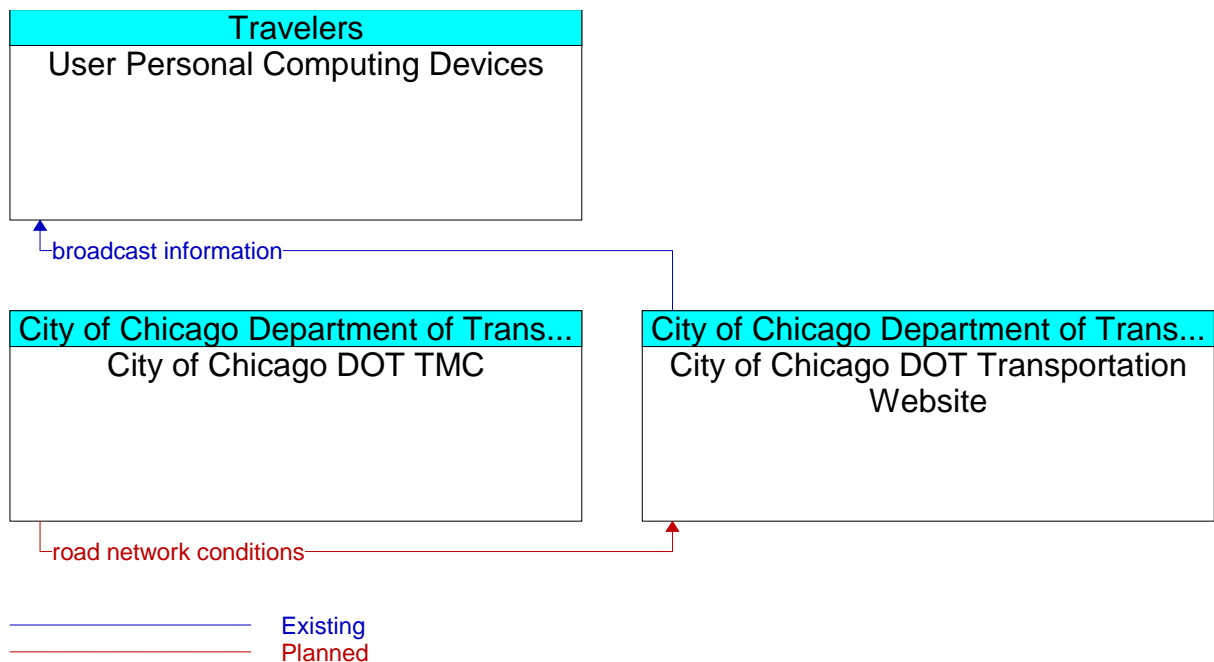 Travelers
User Personal Computing Devices
broadcast information
City of Chicago Department of Trans...
City of Chicago DOT TMC
City of Chicago Department of Trans...
City of Chicago DOT Transportation
Website
road network conditions
Existing
Planned